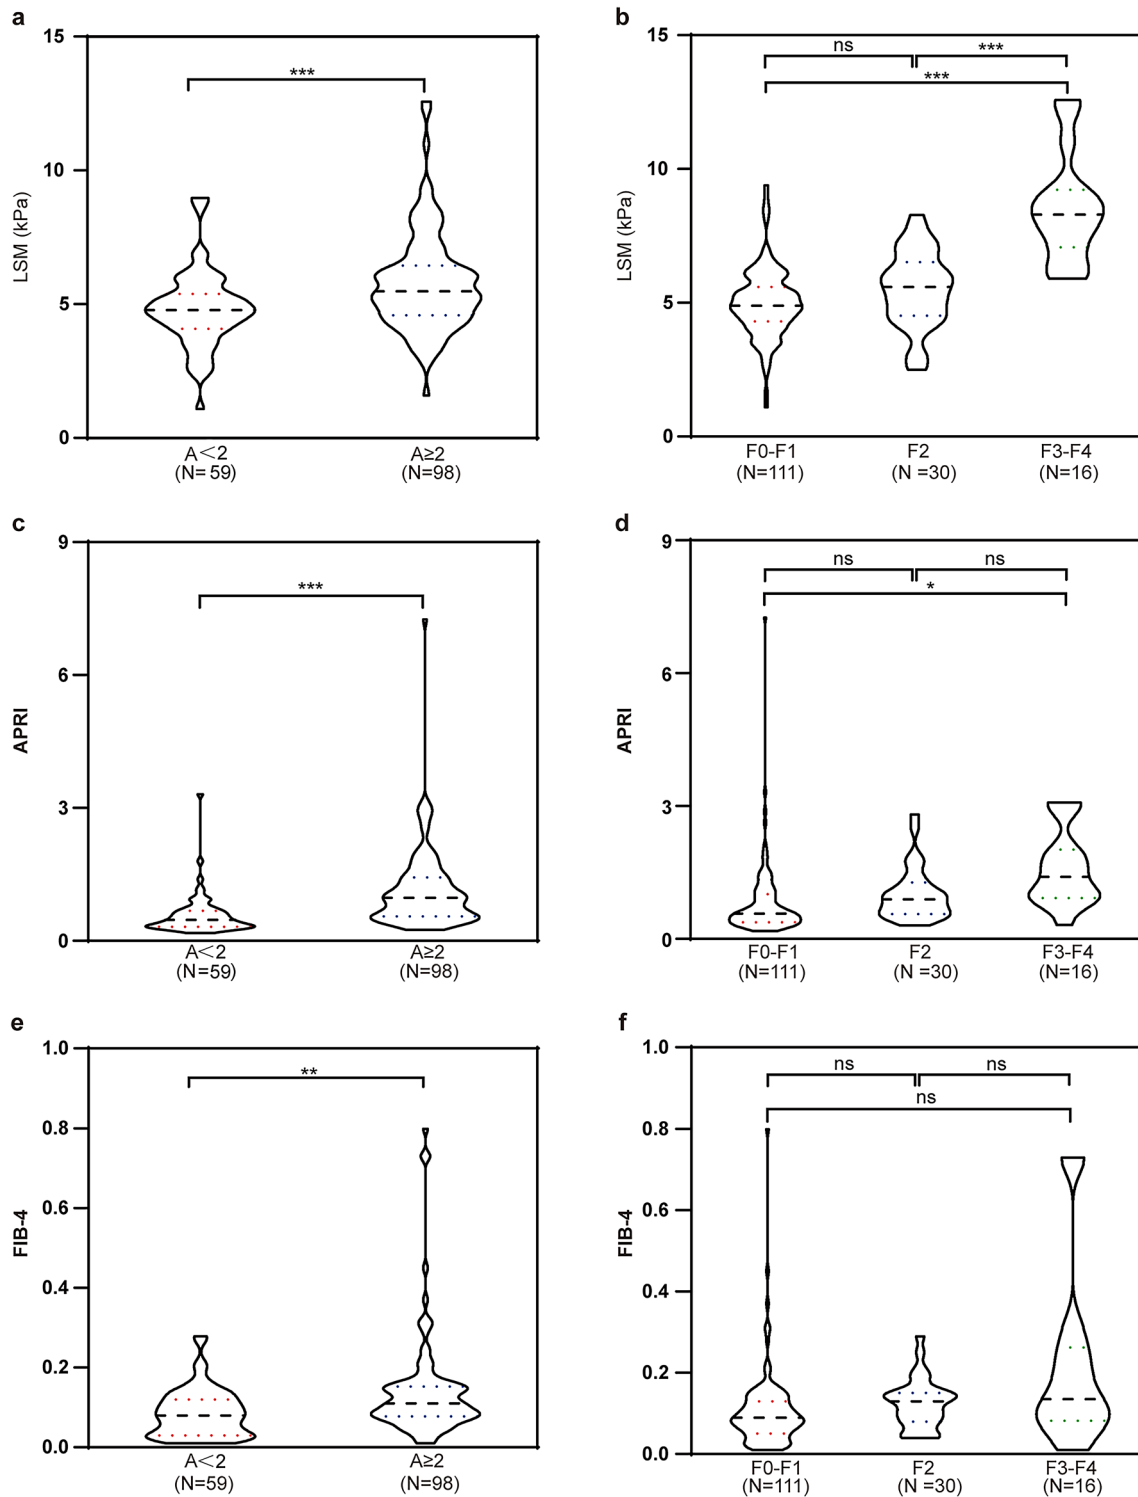 a
15
10
5
0
LSM (kPa)
***
A<2
(N= 59)
A≥2
(N=98)
b
15
10
5
0
LSM (kPa)
ns
***
***
F0-F1
(N=111)
F2
(N =30)
F3-F4
(N=16)
c
9
6
3
0
APRI
***
A<2
(N=59)
A≥2
(N=98)
d
9
6
3
0
APRI
ns
ns
*
F0-F1
(N=111)
F2
(N =30)
F3-F4
(N=16)
e
1.0
0.8
0.6
0.4
0.2
0.0
FIB-4
**
A<2
(N=59)
A≥2
(N=98)
f
1.0
0.8
0.6
0.4
0.2
0.0
FIB-4
ns
ns
ns
F0-F1
(N=111)
F2
(N =30)
F3-F4
(N=16)